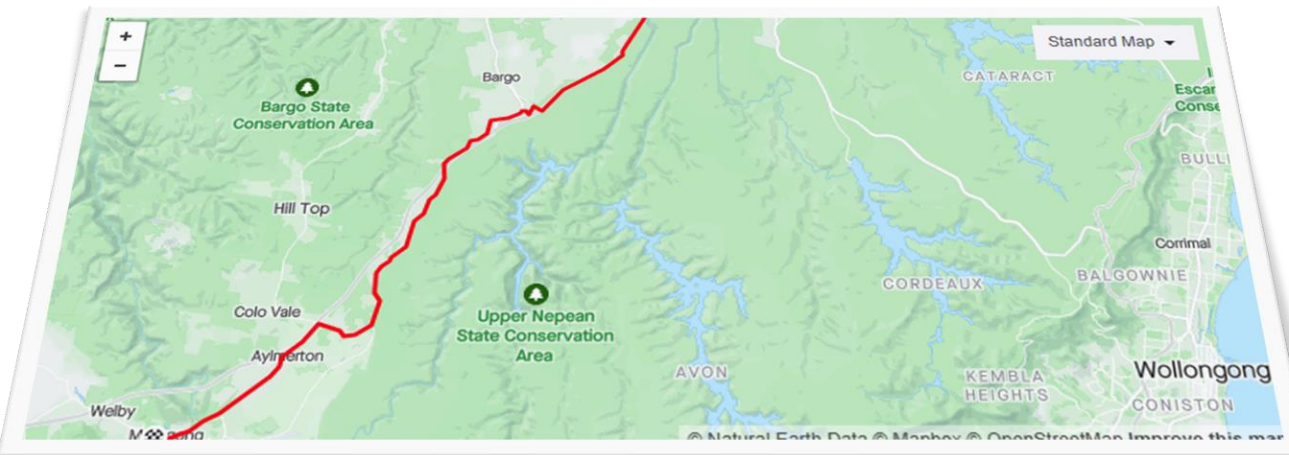 +
Standard Map
−
Bargo
CATARACT
Bargo State
Conservation Area
BULLI
Hill Top
Corrimal
BALGOWNIE
CORDEAUX
Colo Vale
Upper Nepean
State Conservation
Area
Aylmerton
AVON
Wollongong
KEMBLA
HEIGHTS
CONISTON
Welby
© Natural Earth Data © Mapbox © OpenStreetMap Improve this map